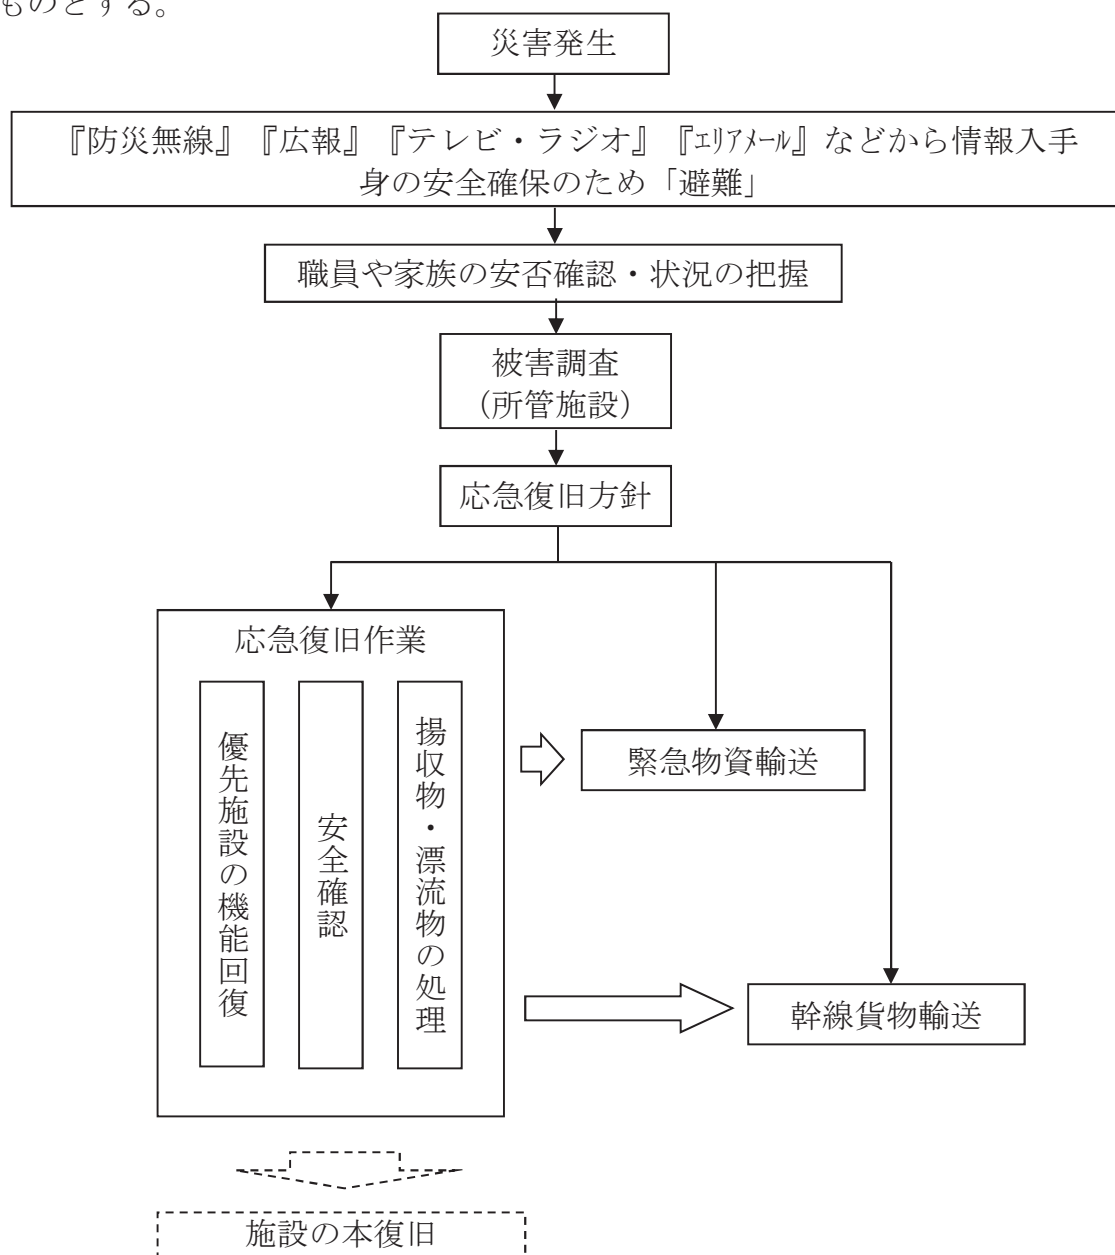 ものとする。
災害発生
『防災無線』『広報』『テレビ・ラジオ』『ｴﾘｱﾒｰﾙ』などから情報入手
身の安全確保のため「避難」
職員や家族の安否確認・状況の把握
被害調査
（所管施設）
応急復旧方針
応急復旧作業
優先施設の機能回復
安全確認
揚収物・漂流物の処理
緊急物資輸送
幹線貨物輸送
施設の本復旧